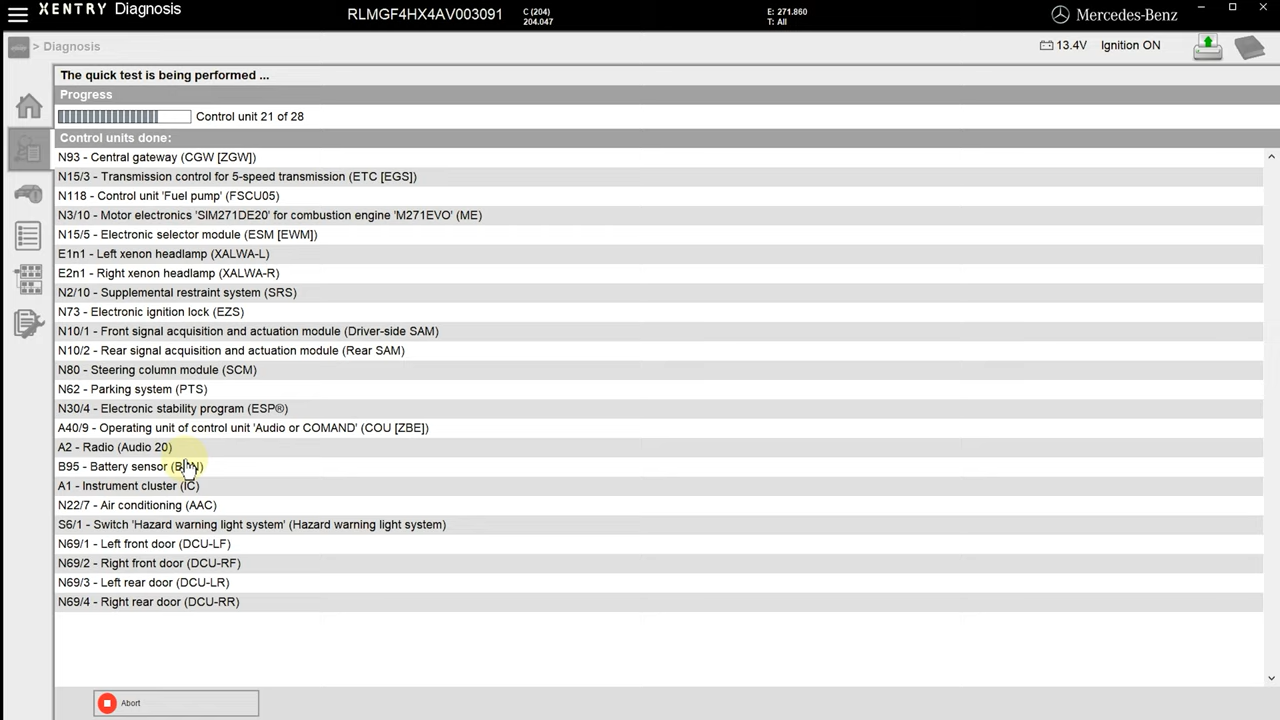 XENTRY Diagnosis
RLMGF4HX4AV003091
C (204)
204.047
E: 271.860
T: All
Mercedes-Benz
> Diagnosis
13.4V
Ignition ON
The quick test is being performed ...
Progress
Control unit 21 of 28
Control units done:
N93 - Central gateway (CGW [ZGW])
N15/3 - Transmission control for 5-speed transmission (ETC [EGS])
N118 - Control unit 'Fuel pump' (FSCU05)
N3/10 - Motor electronics 'SIM271DE20' for combustion engine 'M271EVO' (ME)
N15/5 - Electronic selector module (ESM [EWM])
E1n1 - Left xenon headlamp (XALWA-L)
E2n1 - Right xenon headlamp (XALWA-R)
N2/10 - Supplemental restraint system (SRS)
N73 - Electronic ignition lock (EZS)
N10/1 - Front signal acquisition and actuation module (Driver-side SAM)
N10/2 - Rear signal acquisition and actuation module (Rear SAM)
N80 - Steering column module (SCM)
N62 - Parking system (PTS)
N30/4 - Electronic stability program (ESP®)
A40/9 - Operating unit of control unit 'Audio or COMAND' (COU [ZBE])
A2 - Radio (Audio 20)
B95 - Battery sensor
A1 - Instrument cluster (IC)
N22/7 - Air conditioning (AAC)
S6/1 - Switch 'Hazard warning light system' (Hazard warning light system)
N69/1 - Left front door (DCU-LF)
N69/2 - Right front door (DCU-RF)
N69/3 - Left rear door (DCU-LR)
N69/4 - Right rear door (DCU-RR)
Abort